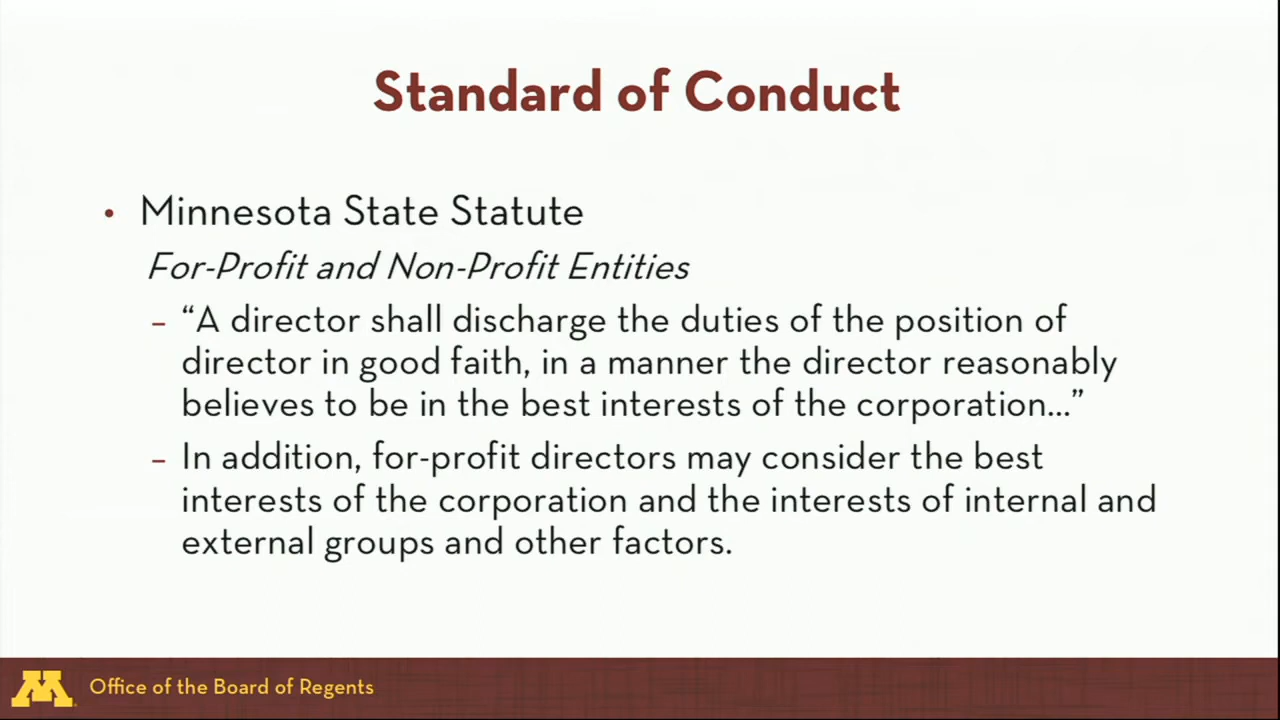 Standard of Conduct
• Minnesota State Statute
For-Profit and Non-Profit Entities
– “A director shall discharge the duties of the position of
director in good faith, in a manner the director reasonably
believes to be in the best interests of the corporation...”
– In addition, for-profit directors may consider the best
interests of the corporation and the interests of internal and
external groups and other factors.
M
Office of the Board of Regents